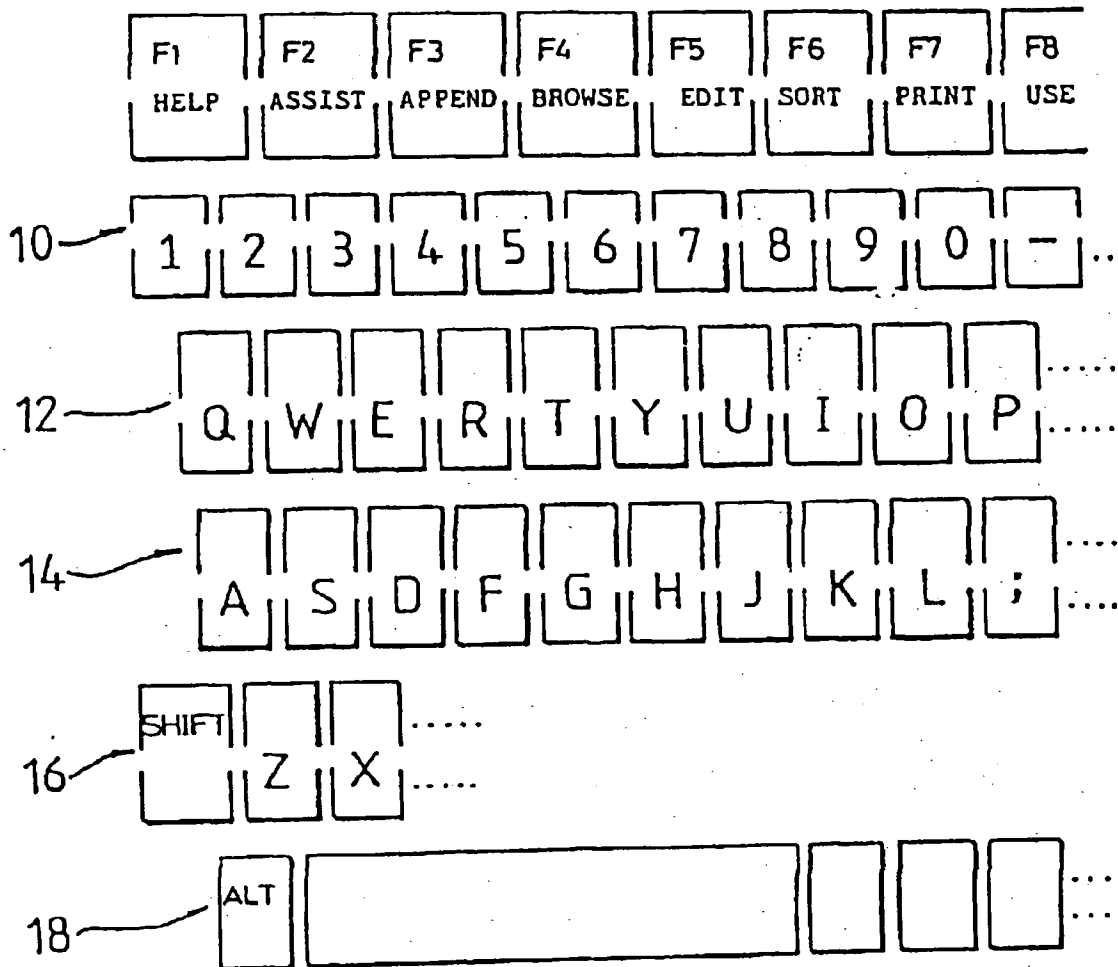 F1 F2 F3 F4 F5 F6 F7 F8
HELP ASSIST APPEND BROWSE EDIT SORT PRINT USE
10 1 2 3 4 5 6 7 8 9 0 - ..
.....
12 Q W E R T Y U I O P .....
....
14 A S D F G H J K L ; ....
SHIFT .....
16 Z X .....
ALT ....
18 ....